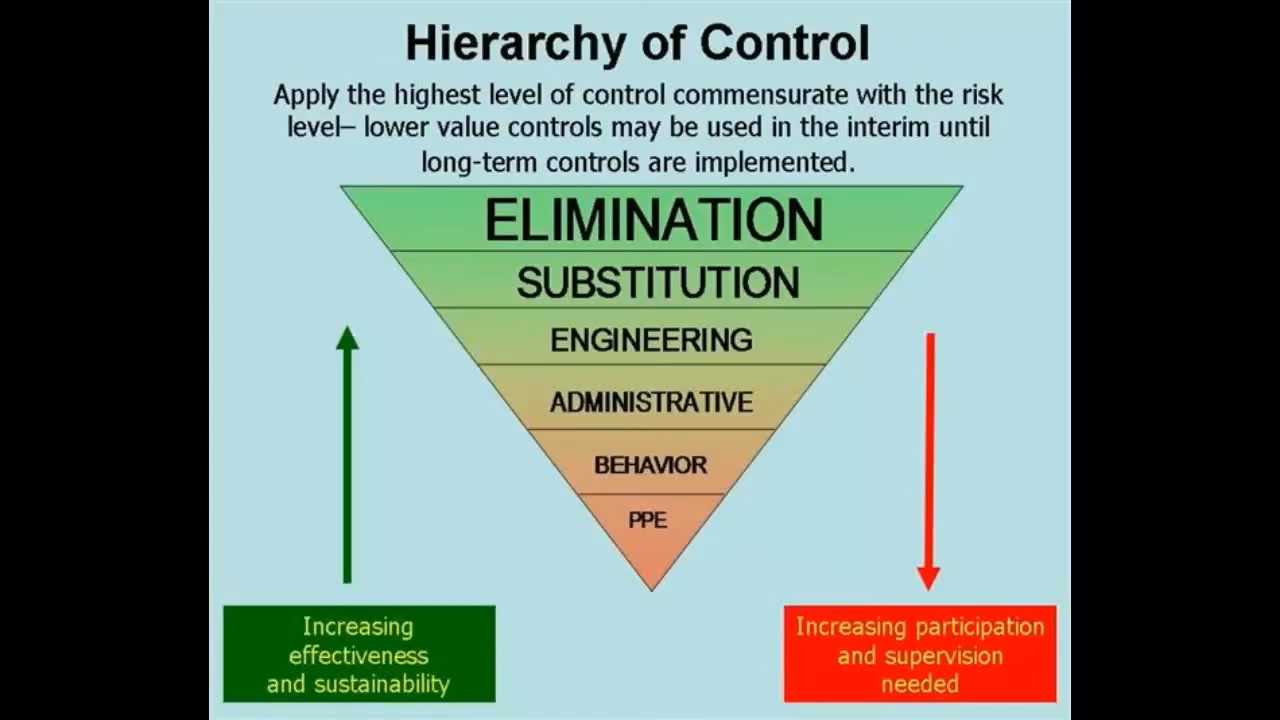 Hierarchy of Control
Apply the highest level of control commensurate with the risk
level– lower value controls may be used in the interim until
long-term controls are implemented.
ELIMINATION
SUBSTITUTION
ENGINEERING
ADMINISTRATIVE
BEHAVIOR
PPE
Increasing
effectiveness
and sustainability
Increasing participation
and supervision
needed